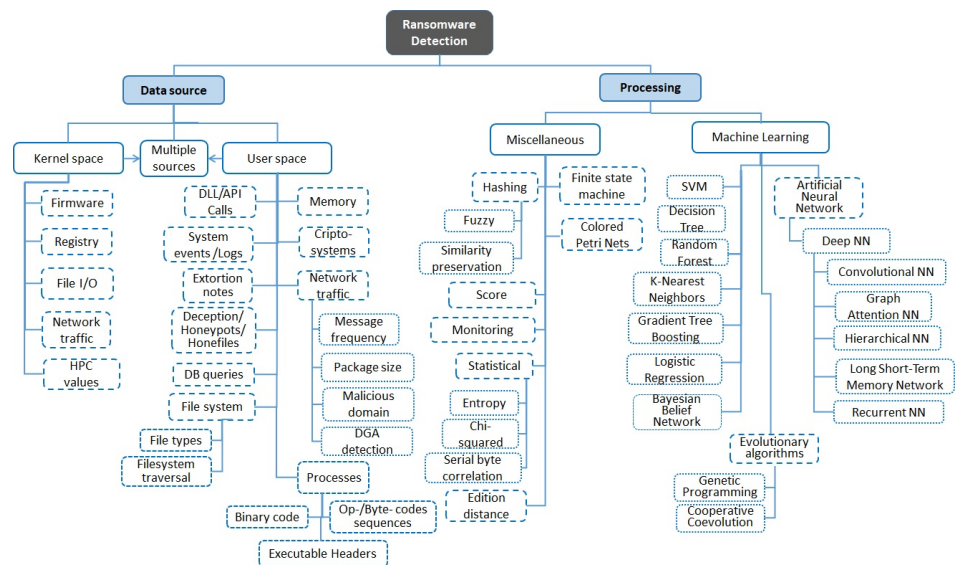 Ransomware
Detection
Data source
Processing
Kernel space
Multiple
sources
User space
Miscellaneous
Machine Learning
Firmware
Registry
File I/O
Network
traffic
HPC
values
DLL/API
Calls
System
events /Logs
Extortion
notes
Deception/
Honeypots/
Honefiles
DB queries
File system
File types
Filesystem
traversal
Memory
Cripto-
systems
Network
traffic
Message
frequency
Package size
Malicious
domain
DGA
detection
Processes
Binary code
Op-/Byte- codes
sequences
Executable Headers
Hashing
Fuzzy
Similarity
preservation
Finite state
machine
Colored
Petri Nets
Score
Monitoring
Statistical
Entropy
Chi-
squared
Serial byte
correlation
Edition
distance
SVM
Decision
Tree
Random
Forest
K-Nearest
Neighbors
Gradient Tree
Boosting
Logistic
Regression
Bayesian
Belief Network
Artificial
Neural
Network
Deep NN
Convolutional NN
Graph
Attention NN
Hierarchical NN
Long Short-Term
Memory Network
Recurrent NN
Evolutionary
algorithms
Genetic
Programming
Cooperative
Coevolution